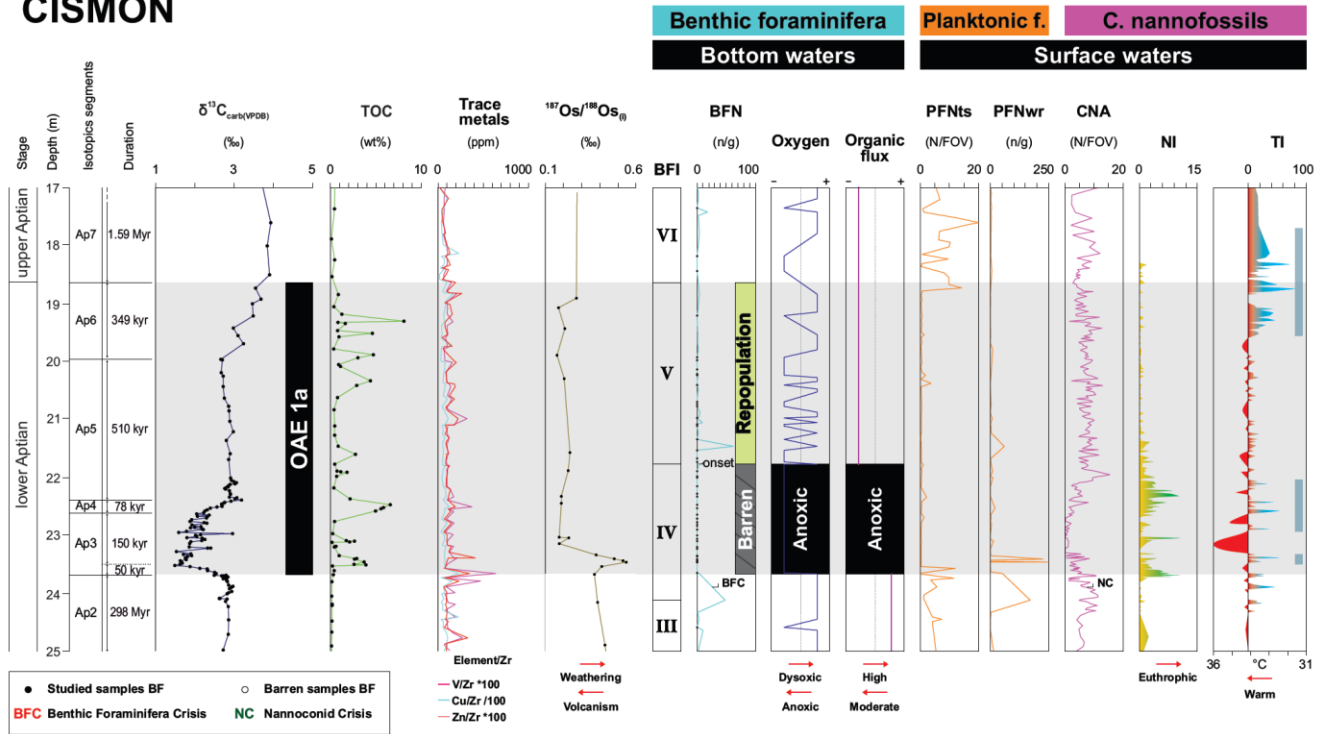 CISMON
Benthic foraminifera
Planktonic f.
C. nannofossils
Bottom waters
Surface waters
Stage
Depth (m)
Isotopics segments
Duration
δ13Ccarb(VPDB)
(‰)
TOC
(wt%)
Trace
metals
(ppm)
187Os/188Os(i)
(‰)
BFI
BFN
(n/g)
Oxygen
Organic
flux
PFNts
(N/FOV)
PFNwr
(n/g)
CNA
(N/FOV)
NI
TI
1 3 5
0 10
0 1000
0.1 0.6
0 100
- +
- +
0 20
0 250
0 20
0 15
0 100
17
18
19
20
21
22
23
24
25
upper Aptian
lower Aptian
Ap7
Ap6
Ap5
Ap4
Ap3
Ap2
1.59 Myr
349 kyr
510 kyr
78 kyr
150 kyr
50 kyr
298 Myr
OAE 1a
VI
V
IV
III
Repopulation
onset
Barren
BFC
Anoxic
Anoxic
NC
36 °C 31
Element/Zr
V/Zr *100
Cu/Zr /100
Zn/Zr *100
Weathering
Volcanism
Dysoxic
Anoxic
High
Moderate
Euthrophic
Warm
Studied samples BF
Barren samples BF
BFC Benthic Foraminifera Crisis
NC Nannoconid Crisis